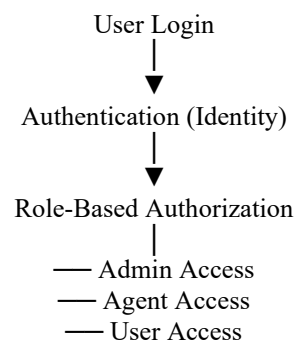 User Login
Authentication (Identity)
Role-Based Authorization
Admin Access
Agent Access
User Access